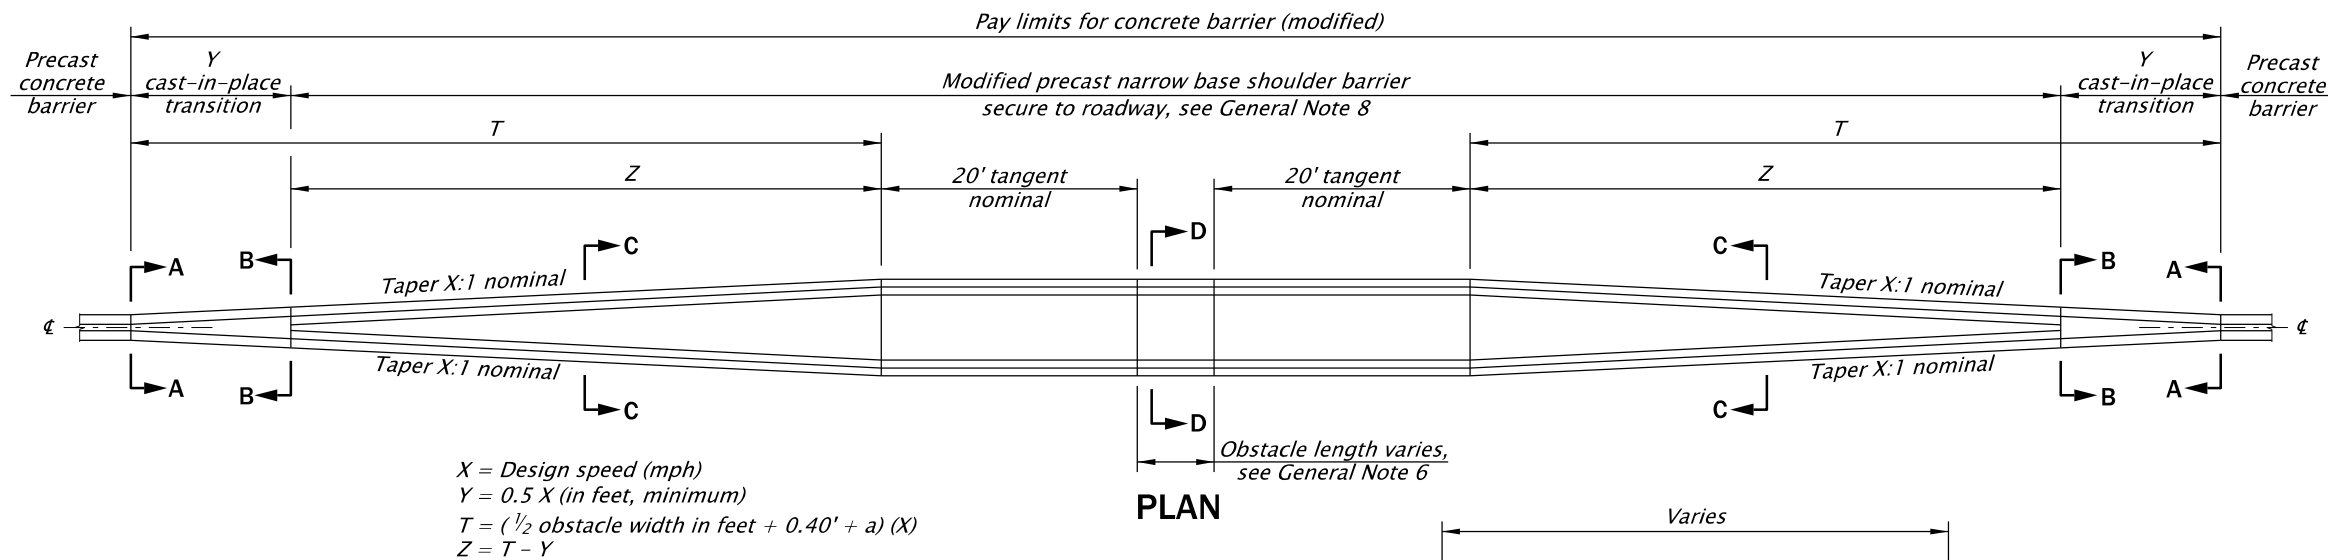 Pay limits for concrete barrier (modified)
Precast
concrete
barrier
Y
cast-in-place
transition
Modified precast narrow base shoulder barrier
secure to roadway, see General Note 8
Y
cast-in-place
transition
Precast
concrete
barrier
T
T
Z
20' tangent
nominal
20' tangent
nominal
Z
A
B
C
D
C
B
A
Taper X:1 nominal
Taper X:1 nominal
℄
℄
Taper X:1 nominal
Taper X:1 nominal
A
B
C
D
C
B
A
Obstacle length varies,
see General Note 6
X = Design speed (mph)
Y = 0.5 X (in feet, minimum)
T = ( 1/2 obstacle width in feet + 0.40' + a) (X)
Z = T - Y
PLAN
Varies